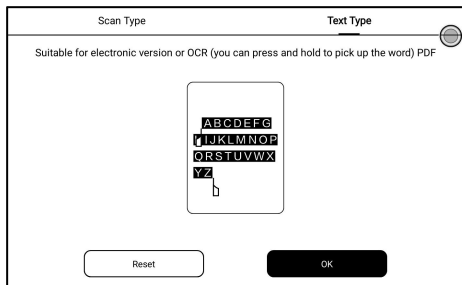 Scan Type
Text Type
Suitable for electronic version or OCR (you can press and hold to pick up the word) PDF
ABCDEFG
IJKLMNOP
QRSTUVWX
YZ
Reset
OK